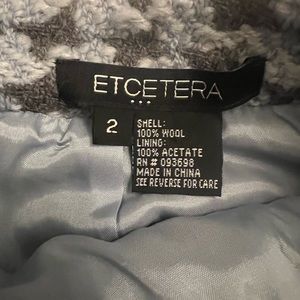 ETCETERA
...
2
SHELL:
100% WOOL
LINING:
100% ACETATE
RN # 093698
MADE IN CHINA
SEE REVERSE FOR CARE